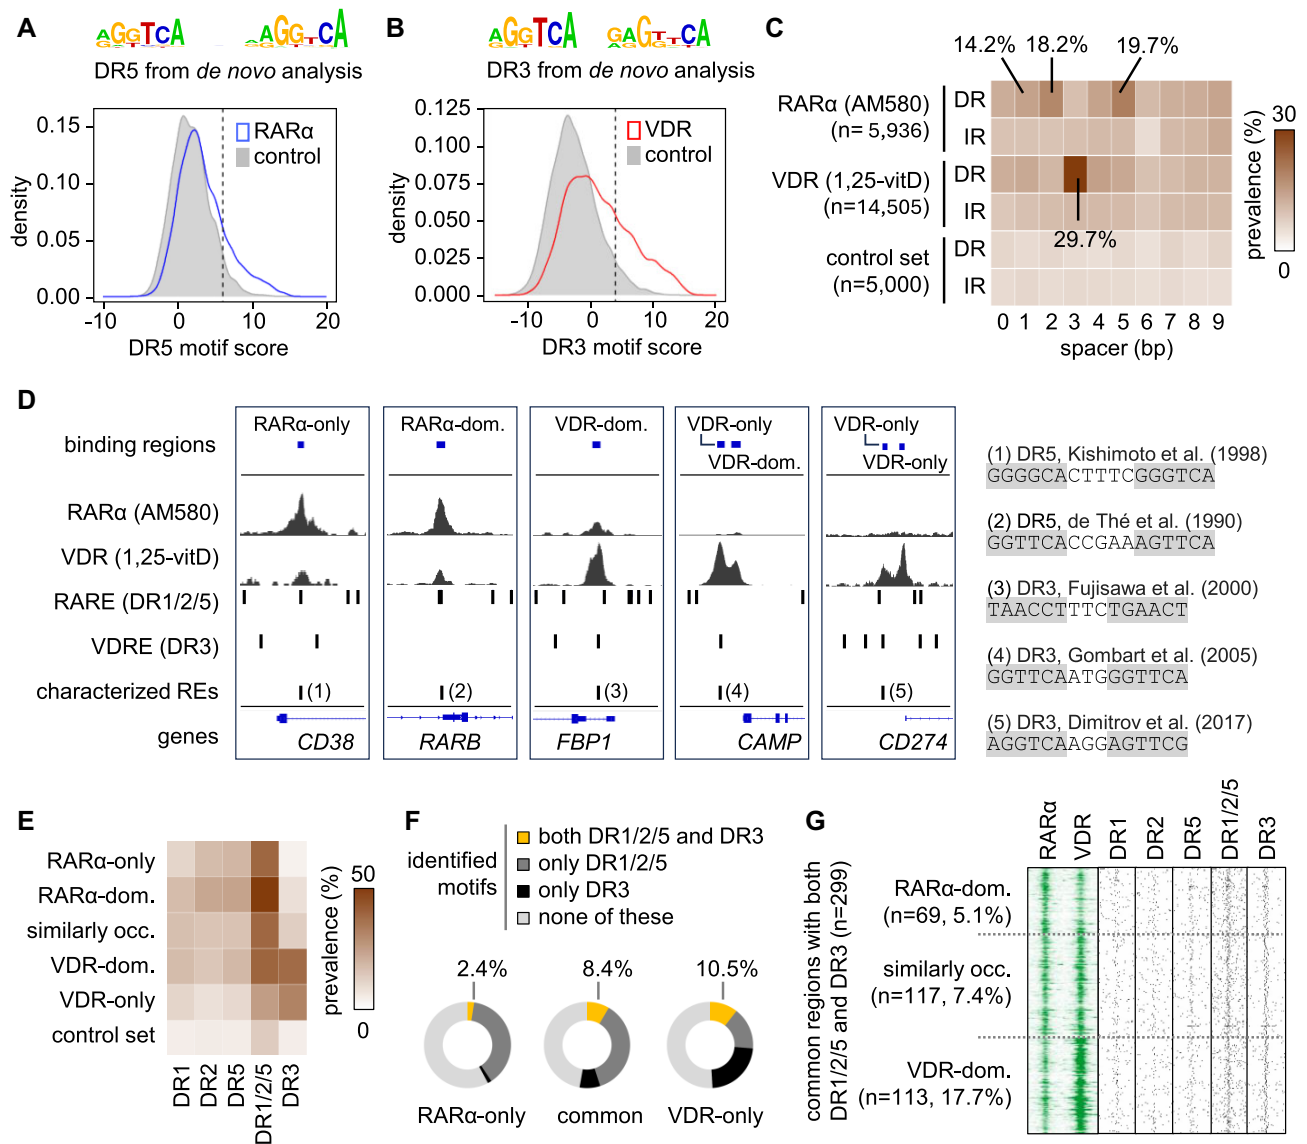 A
AGGTCA AGGTCA
DR5 from de novo analysis
RARα
control
density
0.15
0.10
0.05
0.00
-10 0 10 20
DR5 motif score
B
AGGTCA GAGTTCA
DR3 from de novo analysis
VDR
control
density
0.125
0.100
0.075
0.050
0.025
0.000
-10 0 10 20
DR3 motif score
C
14.2% 18.2% 19.7%
RARα (AM580)
(n= 5,936)
DR
IR
VDR (1,25-vitD)
(n=14,505)
DR
IR
29.7%
control set
(n=5,000)
DR
IR
0 1 2 3 4 5 6 7 8 9
spacer (bp)
prevalence (%)
30
0
D
binding regions
RARα (AM580)
VDR (1,25-vitD)
RARE (DR1/2/5)
VDRE (DR3)
characterized REs
genes
RARα-only
(1)
CD38
RARα-dom.
(2)
RARB
VDR-dom.
(3)
FBP1
VDR-only
VDR-dom.
(4)
CAMP
VDR-only
VDR-only
(5)
CD274
(1) DR5, Kishimoto et al. (1998)
GGGGCACTTTCGGGTCA
(2) DR5, de Thé et al. (1990)
GGTTCACCGAAAGTTCA
(3) DR3, Fujisawa et al. (2000)
TAACCTTTCTGAACT
(4) DR3, Gombart et al. (2005)
GGTTCAATGGGTTCA
(5) DR3, Dimitrov et al. (2017)
AGGTCAAGGAGTTCG
E
RARα-only
RARα-dom.
similarly occ.
VDR-dom.
VDR-only
control set
DR1
DR2
DR5
DR1/2/5
DR3
prevalence (%)
50
0
F
identified
motifs
both DR1/2/5 and DR3
only DR1/2/5
only DR3
none of these
2.4% 8.4% 10.5%
RARα-only common VDR-only
G
RARα
VDR
DR1
DR2
DR5
DR1/2/5
DR3
common regions with both
DR1/2/5 and DR3 (n=299)
RARα-dom.
(n=69, 5.1%)
similarly occ.
(n=117, 7.4%)
VDR-dom.
(n=113, 17.7%)